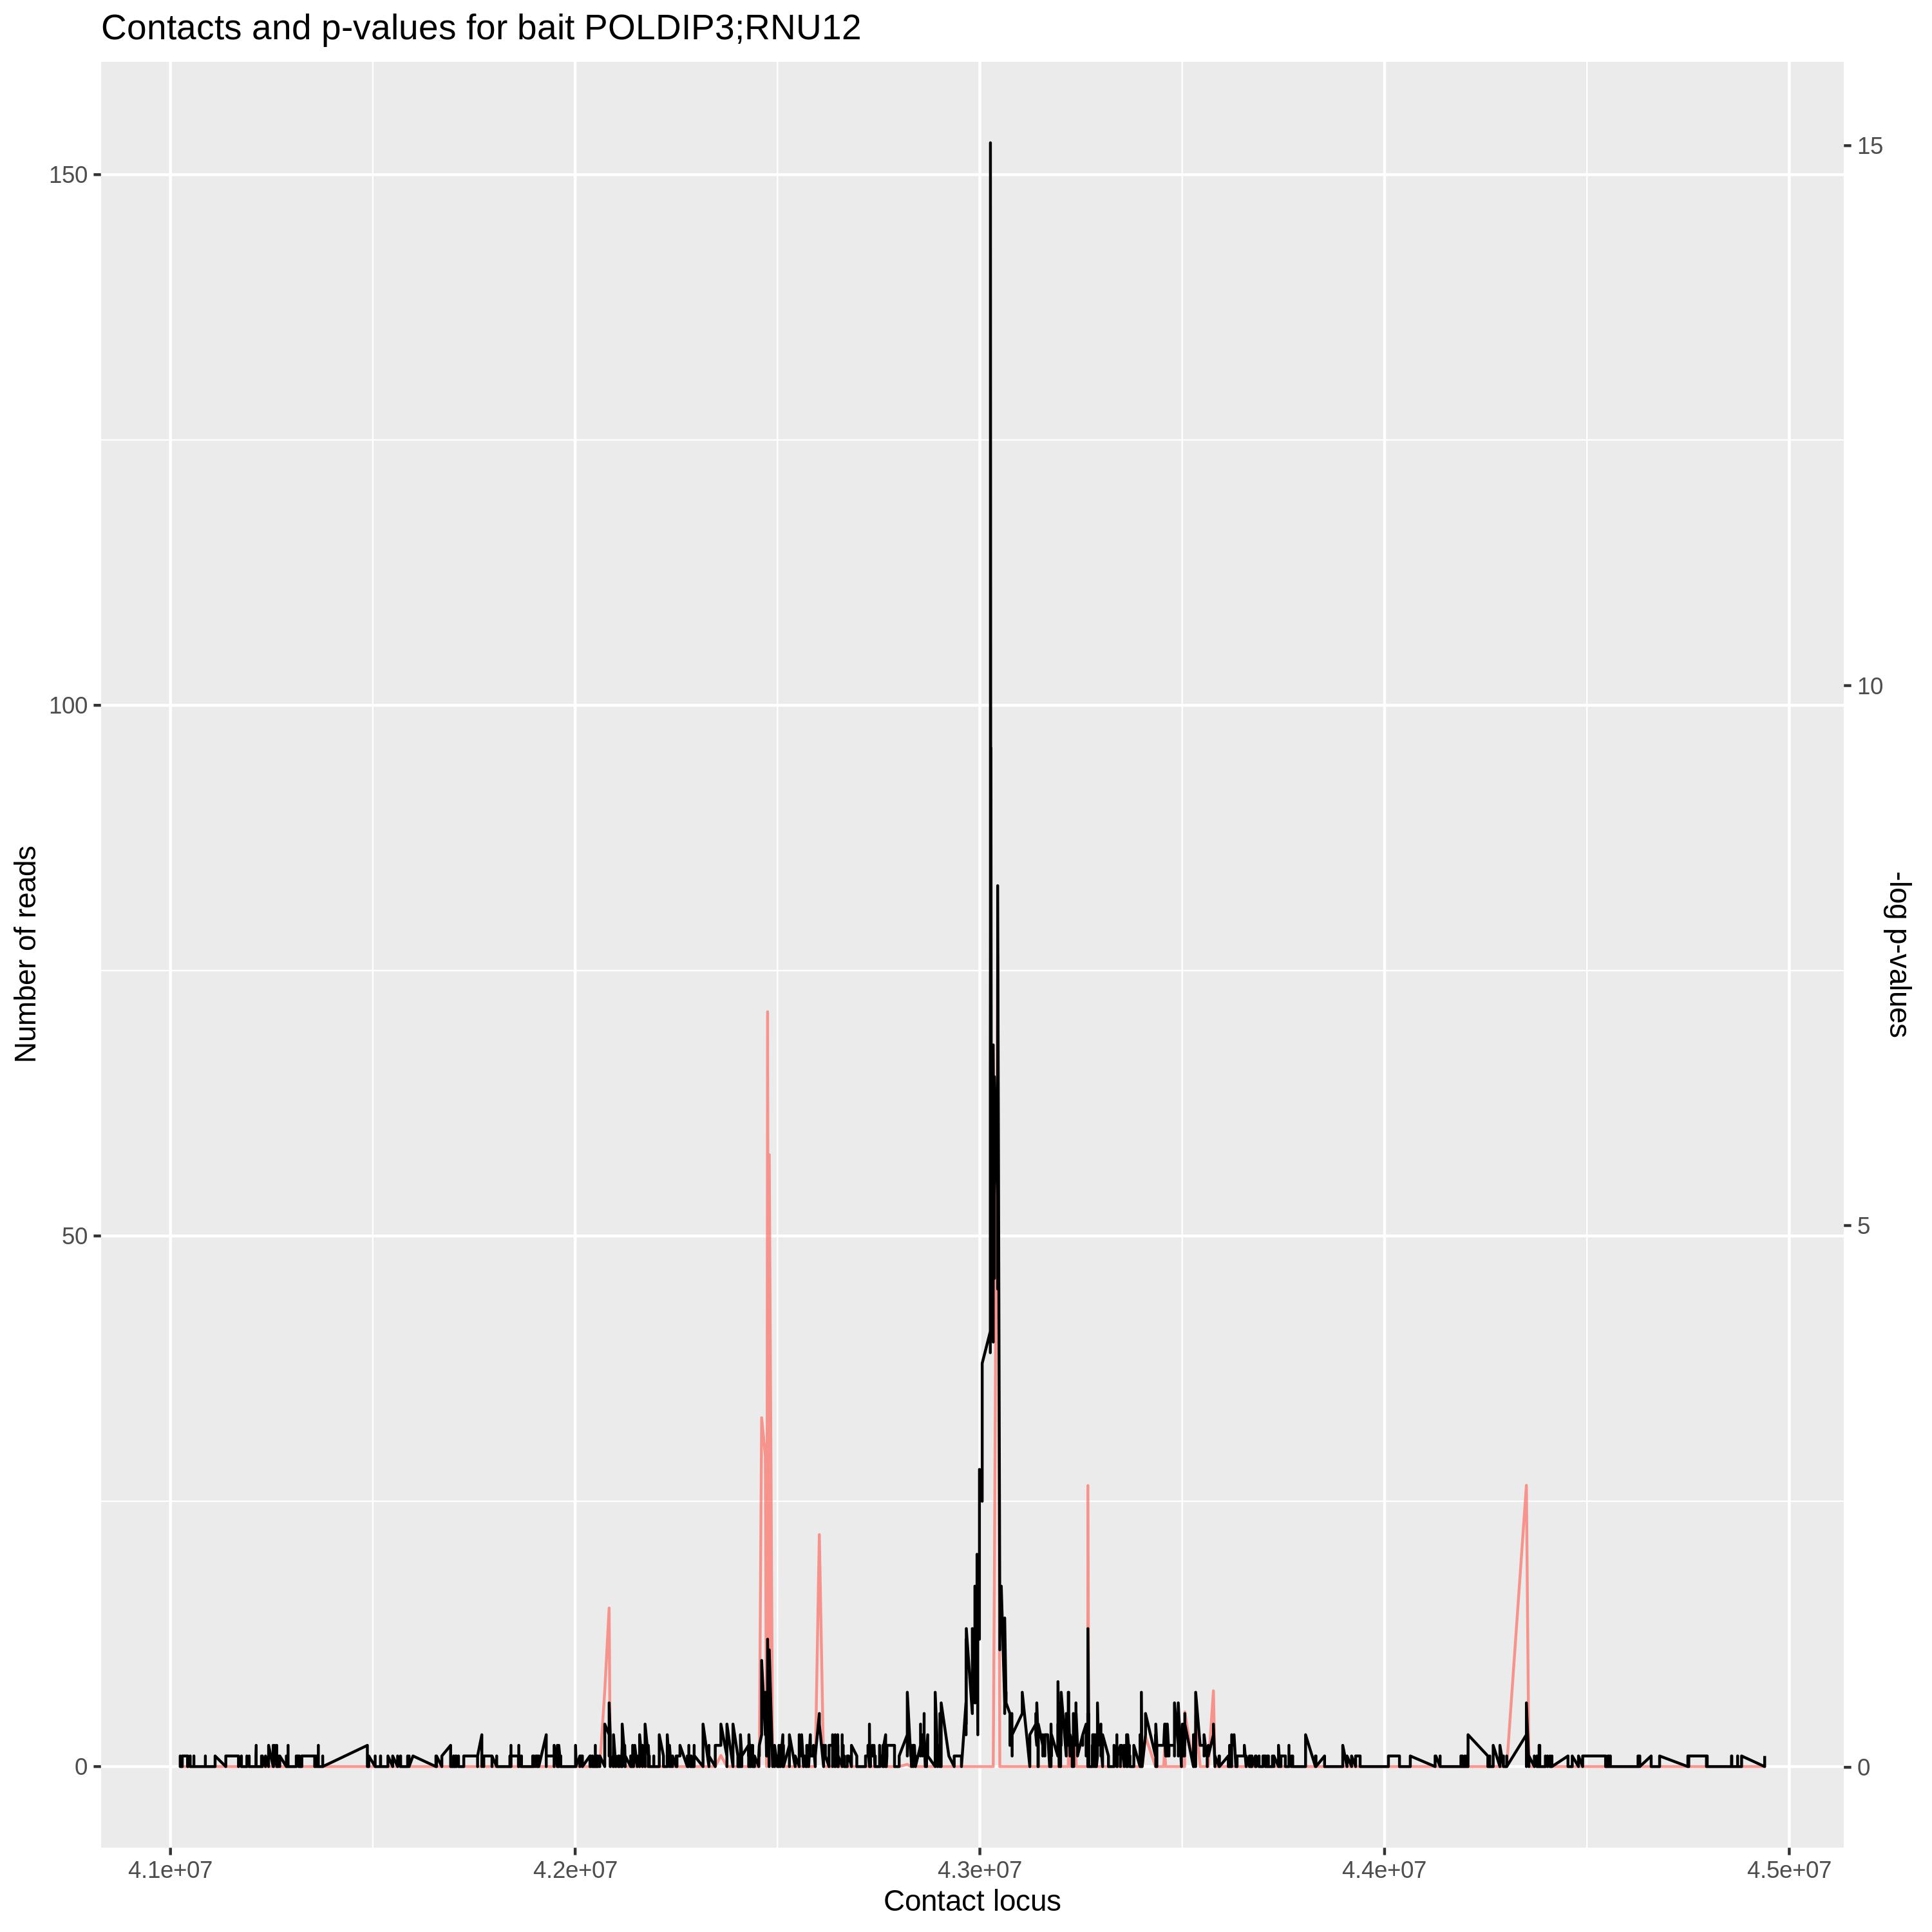 Contacts and p-values for bait POLDIP3;RNU12
150
100
50
0
Number of reads
15
10
5
0
-log p-values
4.1e+07
4.2e+07
4.3e+07
4.4e+07
4.5e+07
Contact locus